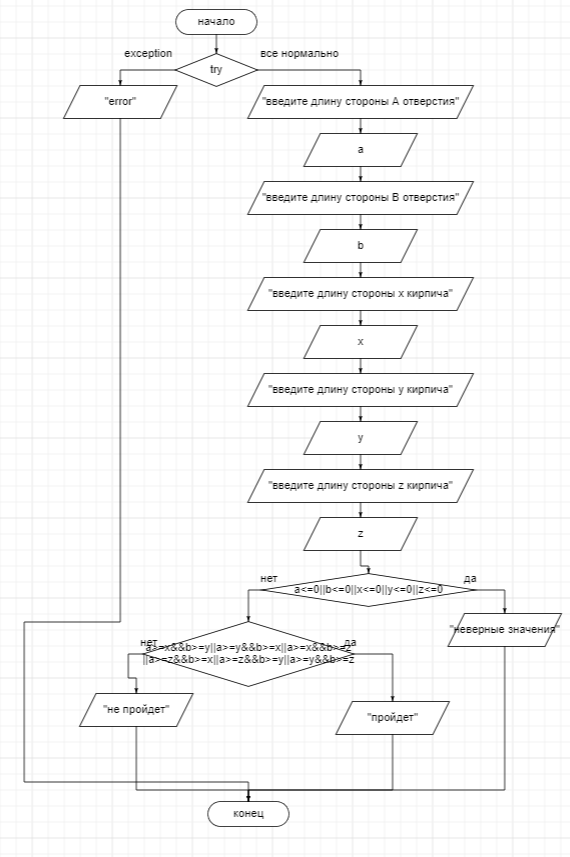 начало
exception
все нормально
try
"error"
"введите длину стороны А отверстия"
a
"введите длину стороны В отверстия"
b
"введите длину стороны x кирпича"
x
"введите длину стороны y кирпича"
y
"введите длину стороны z кирпича"
z
нет
да
a<=0||b<=0||x<=0||y<=0||z<=0
"неверные значения"
нет
да
a>=x&&b>=y||a>=y&&b>=x||a>=x&&b>=z
||a>=z&&b>=x||a>=z&&b>=y||a>=y&&b>=z
"не пройдет"
"пройдет"
конец